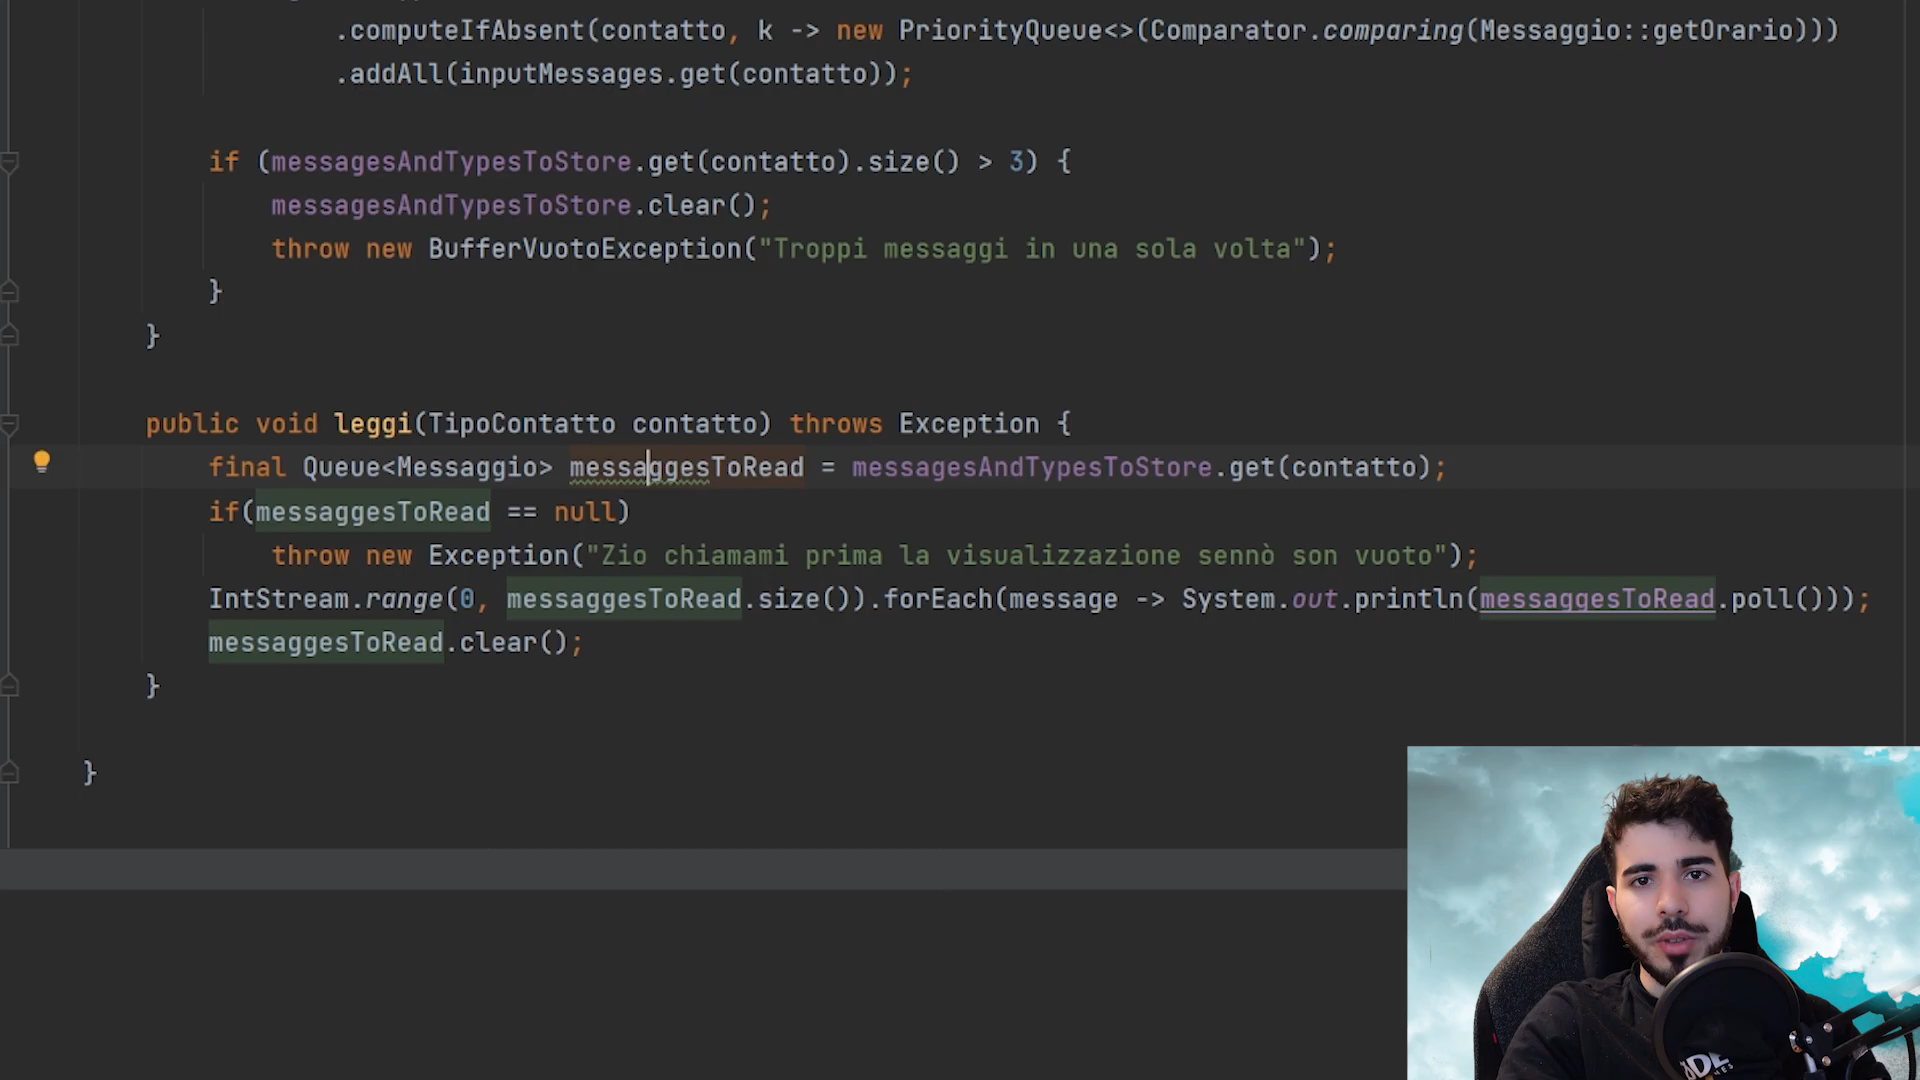 .computeIfAbsent(contatto, k -> new PriorityQueue<>(Comparator.comparing(Messaggio::getOrario)))
.addAll(inputMessages.get(contatto));
if (messagesAndTypesToStore.get(contatto).size() > 3) {
messagesAndTypesToStore.clear();
throw new BufferVuotoException("Troppi messaggi in una sola volta");
}
}
public void leggi(TipoContatto contatto) throws Exception {
final Queue<Messaggio> messaggesToRead = messagesAndTypesToStore.get(contatto);
if(messaggesToRead == null)
throw new Exception("Zio chiamami prima la visualizzazione sennò son vuoto");
IntStream.range(0, messaggesToRead.size()).forEach(message -> System.out.println(messaggesToRead.poll()));
messaggesToRead.clear();
}
}